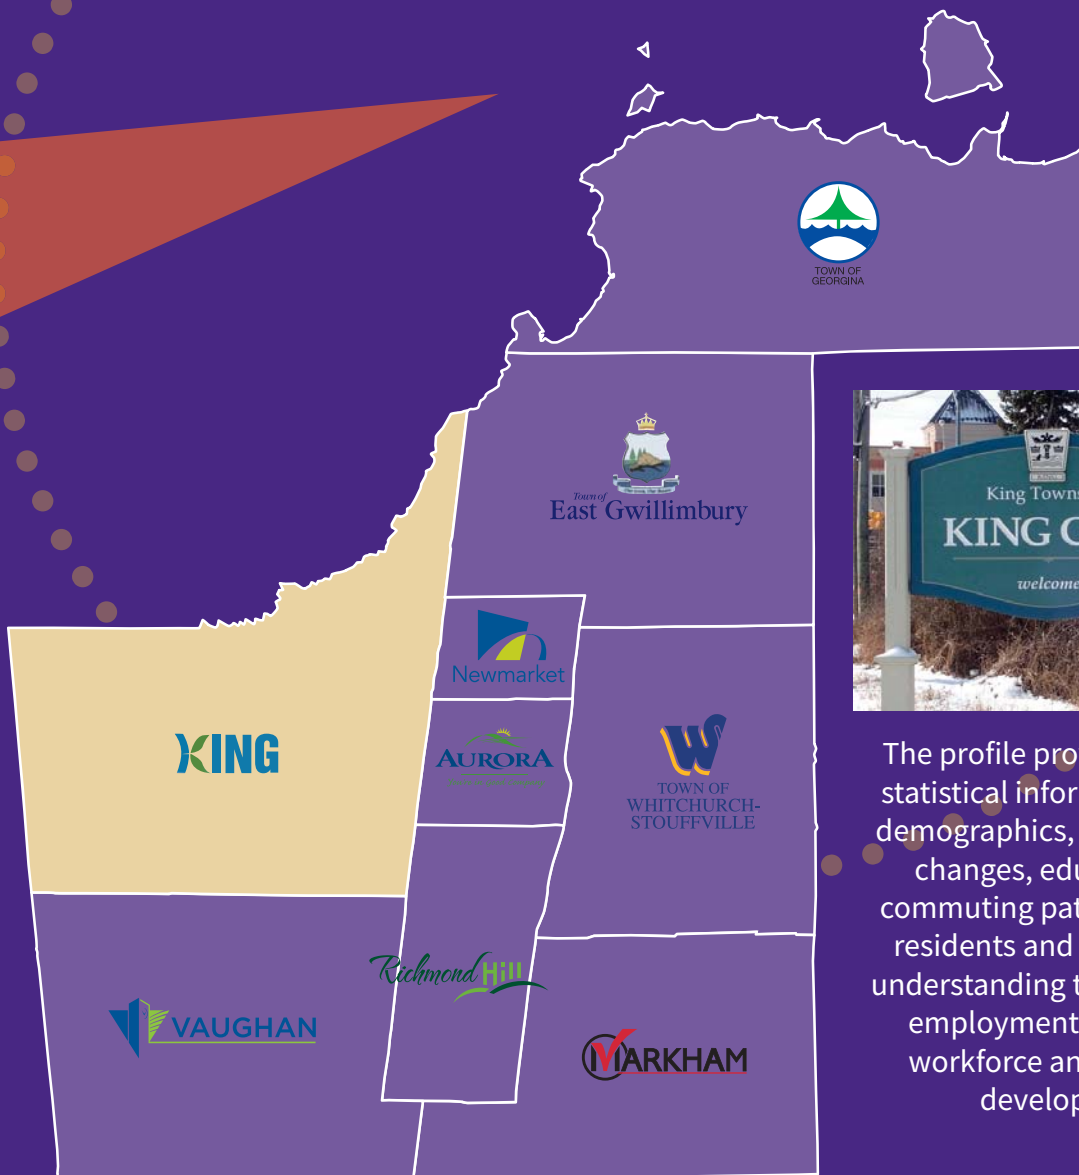 TOWN OF
GEORGINA
Town of
East Gwillimbury
King Towns
KING C
welcome
Newmarket
KING
AURORA
TOWN OF
WHITCHURCH-
STOUFFVILLE
The profile pro
statistical infor
demographics,
changes, edu
commuting pat
residents and
understanding t
employment
workforce an
develop
Richmond Hill
VAUGHAN
MARKHAM